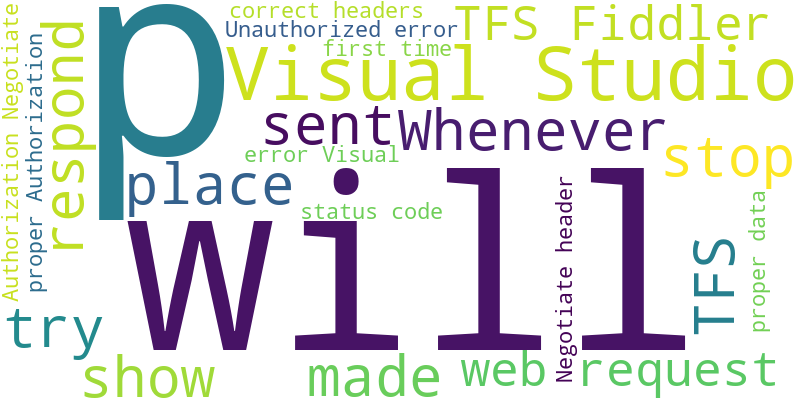 correct headers
TFS Fiddler
Unauthorized error
first time
Visual Studio
p
respond
Authorization Negotiate
proper Authorization
sent
Whenever
error Visual
stop
place
status code
will
Negotiate header
TFS
proper data
try
show
made
web request